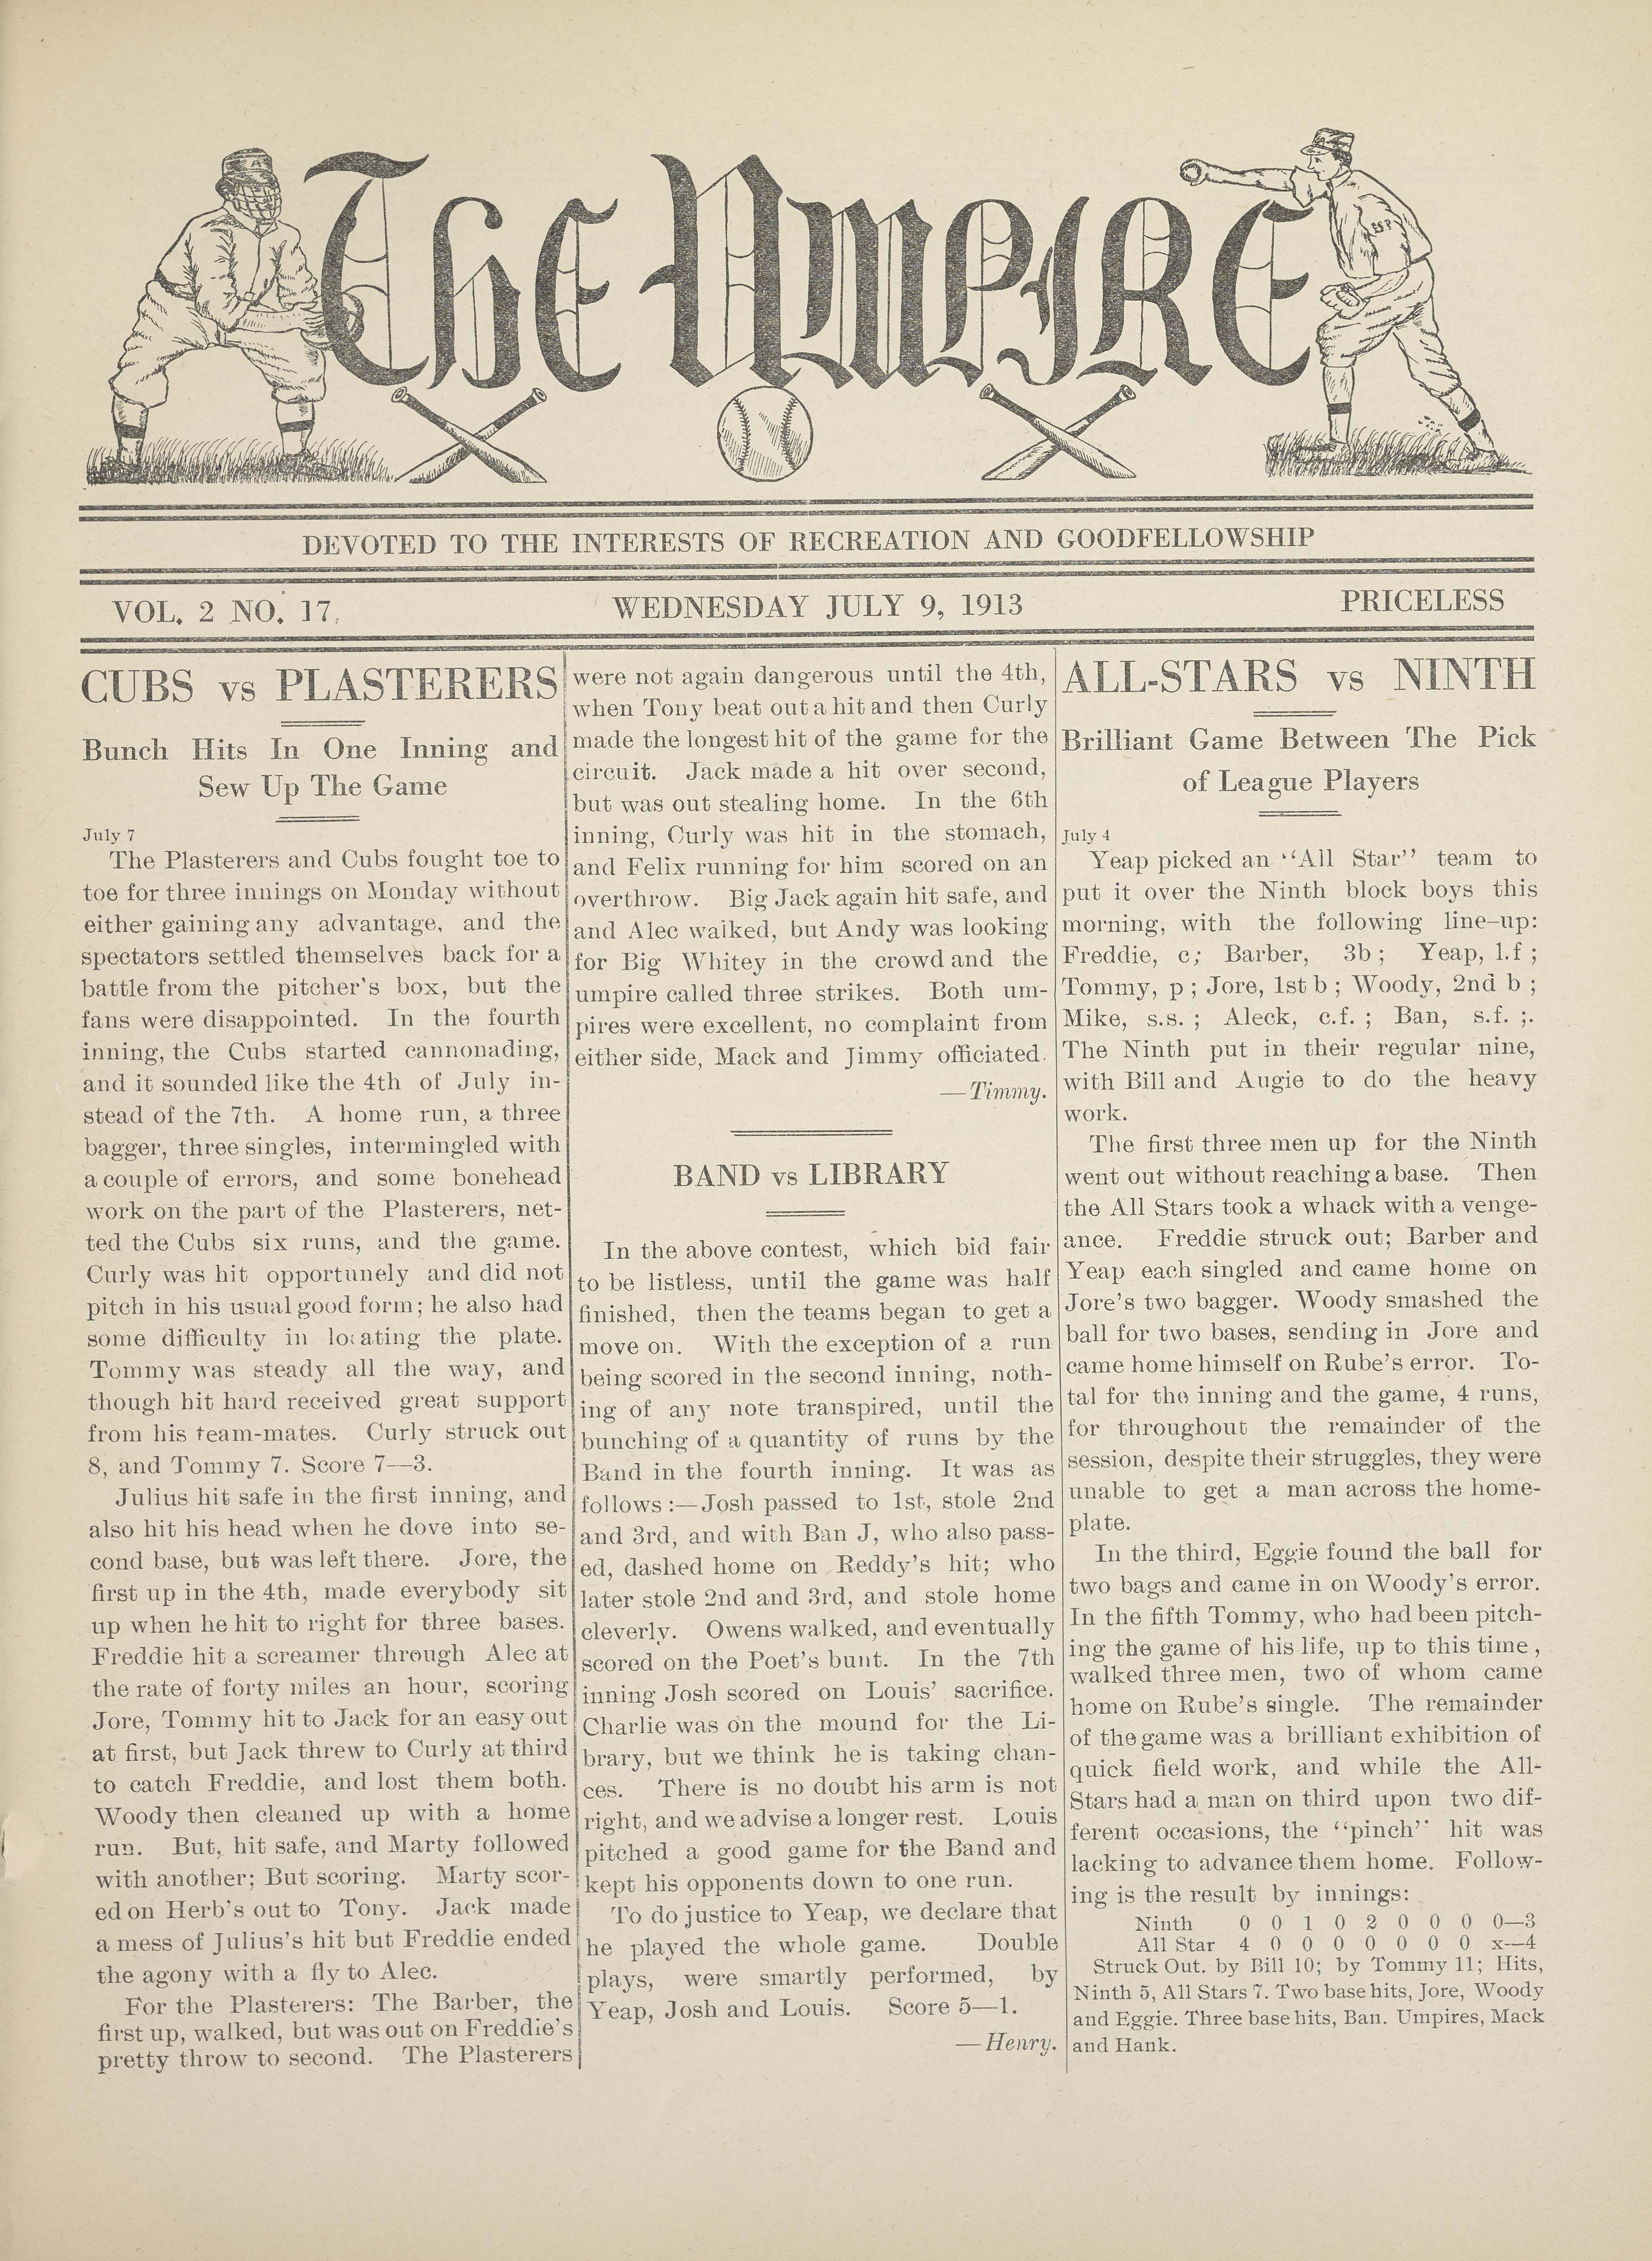 The Umpire
ESP
DEVOTED TO THE INTERESTS OF RECREATION AND GOODFELLOWSHIP
VOL. 2 NO. 17. WEDNESDAY JULY 9, 1913 PRICELESS
CUBS vs PLASTERERS
Bunch Hits In One Inning and
Sew Up The Game
July 7
The Plasterers and Cubs fought toe to
toe for three innings on Monday without
either gaining any advantage, and the
spectators settled themselves back for a
battle from the pitcher's box, but the
fans were disappointed. In the fourth
inning, the Cubs started cannonading,
and it sounded like the 4th of July in-
stead of the 7th. A home run, a three
bagger, three singles, intermingled with
a couple of errors, and some bonehead
work on the part of the Plasterers, net-
ted the Cubs six runs, and the game.
Curly was hit opportunely and did not
pitch in his usual good form; he also had
some difficulty in locating the plate.
Tommy was steady all the way, and
though hit hard received great support
from his team-mates. Curly struck out
8, and Tommy 7. Score 7—3.
Julius hit safe in the first inning, and
also hit his head when he dove into se-
cond base, but was left there. Jore, the
first up in the 4th, made everybody sit
up when he hit to right for three bases.
Freddie hit a screamer through Alec at
the rate of forty miles an hour, scoring
Jore, Tommy hit to Jack for an easy out
at first, but Jack threw to Curly at third
to catch Freddie, and lost them both.
Woody then cleaned up with a home
run. But, hit safe, and Marty followed
with another; But scoring. Marty scor-
ed on Herb's out to Tony. Jack made
a mess of Julius's hit but Freddie ended
the agony with a fly to Alec.
For the Plasterers: The Barber, the
first up, walked, but was out on Freddie's
pretty throw to second. The Plasterers
were not again dangerous until the 4th,
when Tony beat out a hit and then Curly
made the longest hit of the game for the
circuit. Jack made a hit over second,
but was out stealing home. In the 6th
inning, Curly was hit in the stomach,
and Felix running for him scored on an
overthrow. Big Jack again hit safe, and
and Alec walked, but Andy was looking
for Big Whitey in the crowd and the
umpire called three strikes. Both um-
pires were excellent, no complaint from
either side, Mack and Jimmy officiated.
—Timmy.
BAND vs LIBRARY
In the above contest, which bid fair
to be listless, until the game was half
finished, then the teams began to get a
move on. With the exception of a run
being scored in the second inning, noth-
ing of any note transpired, until the
bunching of a quantity of runs by the
Band in the fourth inning. It was as
follows :—Josh passed to 1st, stole 2nd
and 3rd, and with Ban J, who also pass-
ed, dashed home on Reddy's hit; who
later stole 2nd and 3rd, and stole home
cleverly. Owens walked, and eventually
scored on the Poet's bunt. In the 7th
inning Josh scored on Louis' sacrifice.
Charlie was on the mound for the Li-
brary, but we think he is taking chan-
ces. There is no doubt his arm is not
right, and we advise a longer rest. Louis
pitched a good game for the Band and
kept his opponents down to one run.
To do justice to Yeap, we declare that
he played the whole game. Double
plays, were smartly performed, by
Yeap, Josh and Louis. Score 5—1.
—Henry.
ALL-STARS vs NINTH
Brilliant Game Between The Pick
of League Players
July 4
Yeap picked an "All Star" team to
put it over the Ninth block boys this
morning, with the following line-up:
Freddie, c; Barber, 3b ; Yeap, l.f ;
Tommy, p ; Jore, 1st b ; Woody, 2nd b ;
Mike, s.s. ; Aleck, c.f. ; Ban, s.f. ;.
The Ninth put in their regular nine,
with Bill and Augie to do the heavy
work.
The first three men up for the Ninth
went out without reaching a base. Then
the All Stars took a whack with a venge-
ance. Freddie struck out; Barber and
Yeap each singled and came home on
Jore's two bagger. Woody smashed the
ball for two bases, sending in Jore and
came home himself on Rube's error. To-
tal for the inning and the game, 4 runs,
for throughout the remainder of the
session, despite their struggles, they were
unable to get a man across the home-
plate.
In the third, Eggie found the ball for
two bags and came in on Woody's error.
In the fifth Tommy, who had been pitch-
ing the game of his life, up to this time,
walked three men, two of whom came
home on Rube's single. The remainder
of the game was a brilliant exhibition of
quick field work, and while the All-
Stars had a man on third upon two dif-
ferent occasions, the "pinch" hit was
lacking to advance them home. Follow-
ing is the result by innings:
Ninth 0 0 1 0 2 0 0 0 0—3
All Star 4 0 0 0 0 0 0 0 x—4
Struck Out. by Bill 10; by Tommy 11; Hits,
Ninth 5, All Stars 7. Two base hits, Jore, Woody
and Eggie. Three base hits, Ban. Umpires, Mack
and Hank.